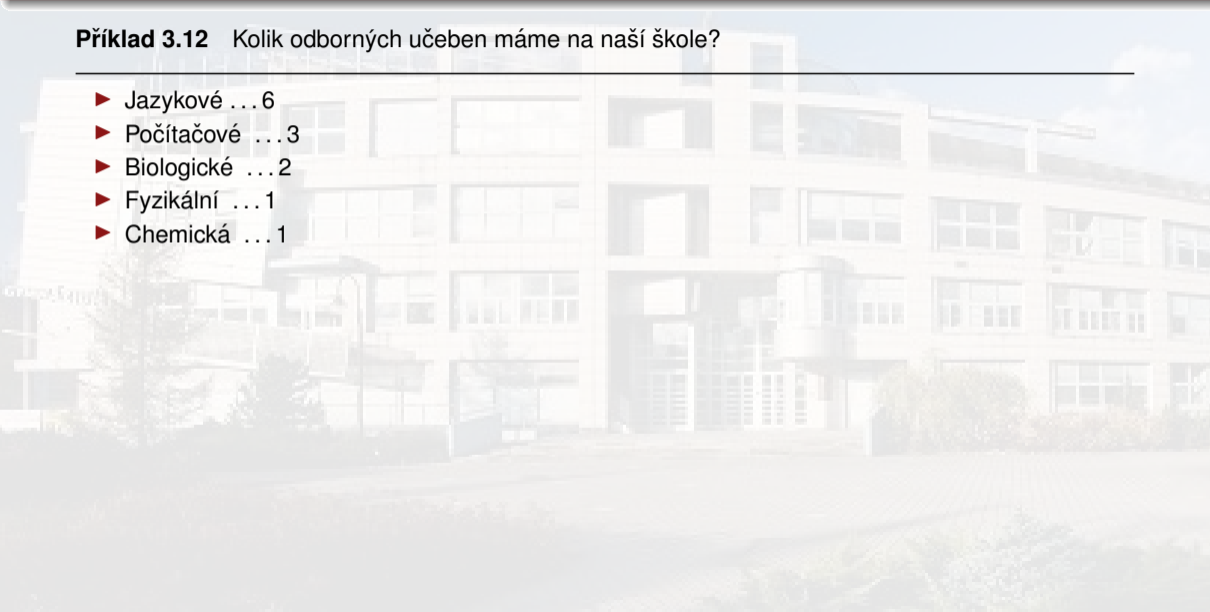 Příklad 3.12 Kolik odborných učeben máme na naší škole?
► Jazykové ... 6
► Počítačové ... 3
► Biologické ... 2
► Fyzikální ... 1
► Chemická ... 1